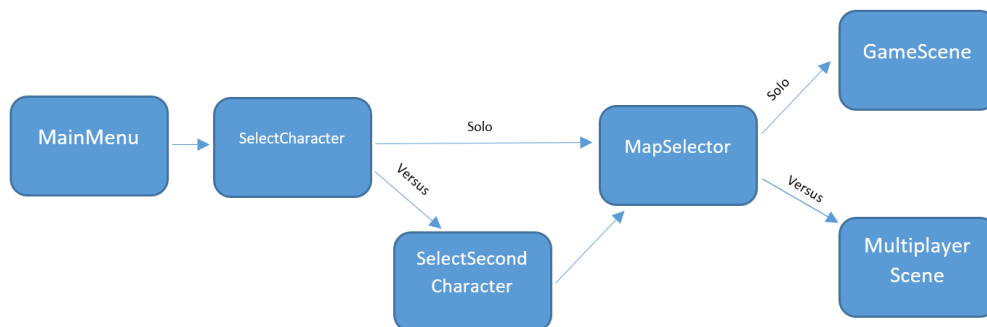 MainMenu
SelectCharacter
Solo
Versus
SelectSecond
Character
MapSelector
Solo
GameScene
Versus
Multiplayer
Scene